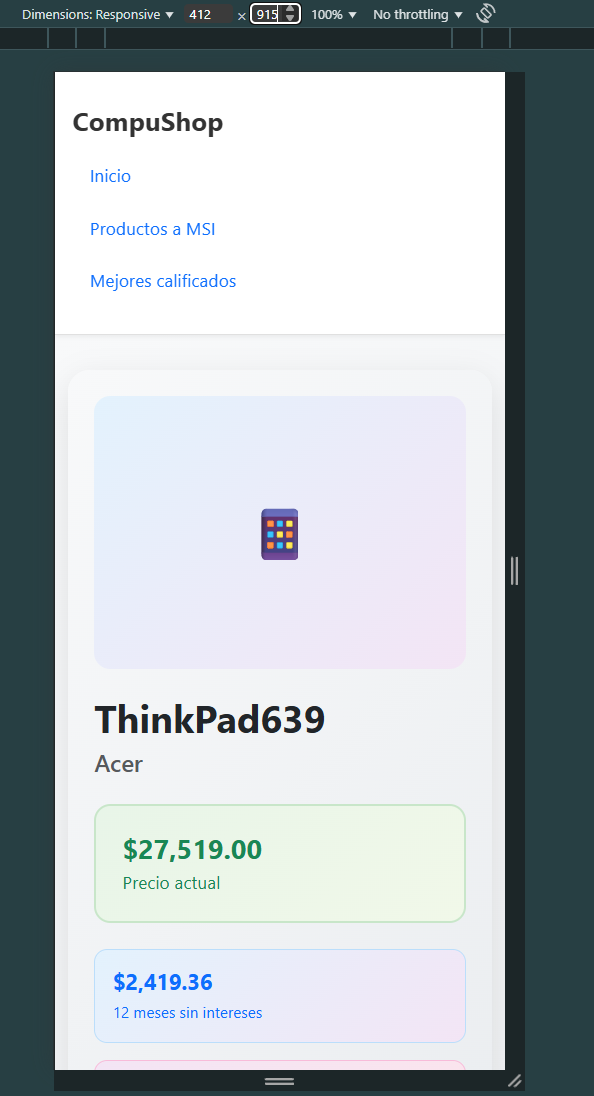 Dimensions: Responsive 412 × 915 100% No throttling
CompuShop
Inicio
Productos a MSI
Mejores calificados
ThinkPad639
Acer
$27,519.00
Precio actual
$2,419.36
12 meses sin intereses